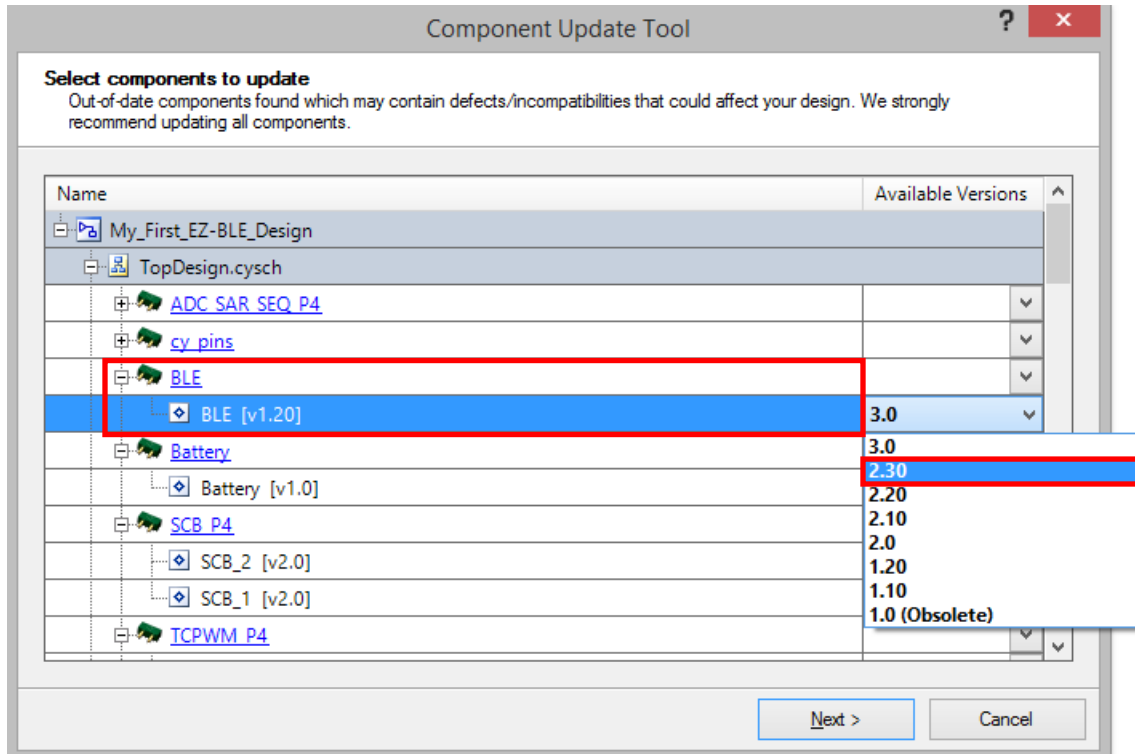 Component Update Tool
?
x
Select components to update
Out-of-date components found which may contain defects/incompatibilities that could affect your design. We strongly
recommend updating all components.
Name
Available Versions
My_First_EZ-BLE_Design
TopDesign.cysch
ADC_SAR_SEQ_P4
cy_pins
BLE
BLE [v1.20]
3.0
Battery
3.0
2.30
Battery [v1.0]
2.20
SCB_P4
2.10
2.0
SCB_2 [v2.0]
1.20
SCB_1 [v2.0]
1.10
1.0 (Obsolete)
TCPWM_P4
Next >
Cancel